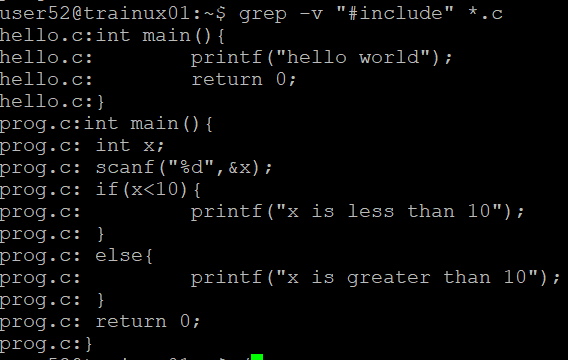 user52@trainux01:~$ grep -v "#include" *.c
hello.c:int main(){
hello.c:        printf("hello world");
hello.c:        return 0;
hello.c:}
prog.c:int main(){
prog.c: int x;
prog.c: scanf("%d",&x);
prog.c: if(x<10){
prog.c:         printf("x is less than 10");
prog.c: }
prog.c: else{
prog.c:         printf("x is greater than 10");
prog.c: }
prog.c: return 0;
prog.c:}